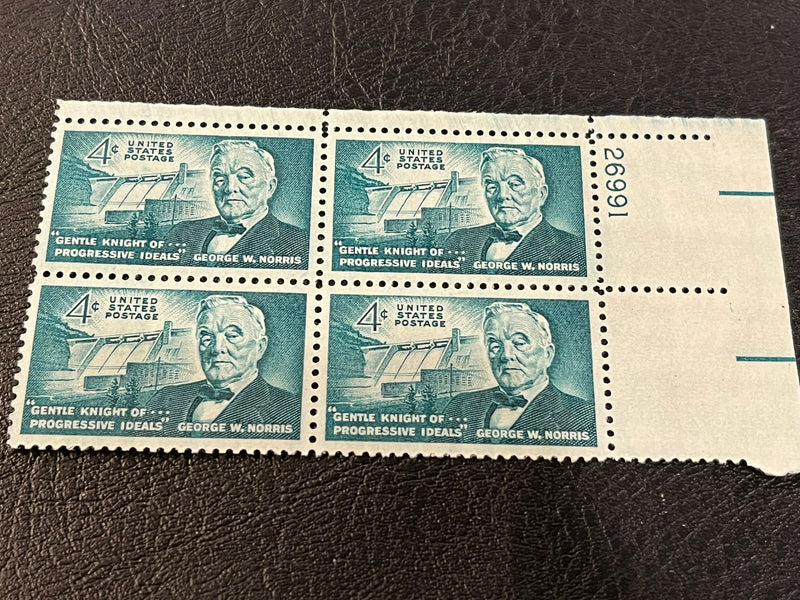 4¢ UNITED STATES POSTAGE
"GENTLE KNIGHT OF ...
PROGRESSIVE IDEALS" GEORGE W. NORRIS
4¢ UNITED STATES POSTAGE
"GENTLE KNIGHT OF ...
PROGRESSIVE IDEALS" GEORGE W. NORRIS
26991
4¢ UNITED STATES POSTAGE
"GENTLE KNIGHT OF ...
PROGRESSIVE IDEALS" GEORGE W. NORRIS
4¢ UNITED STATES POSTAGE
"GENTLE KNIGHT OF ...
PROGRESSIVE IDEALS" GEORGE W. NORRIS